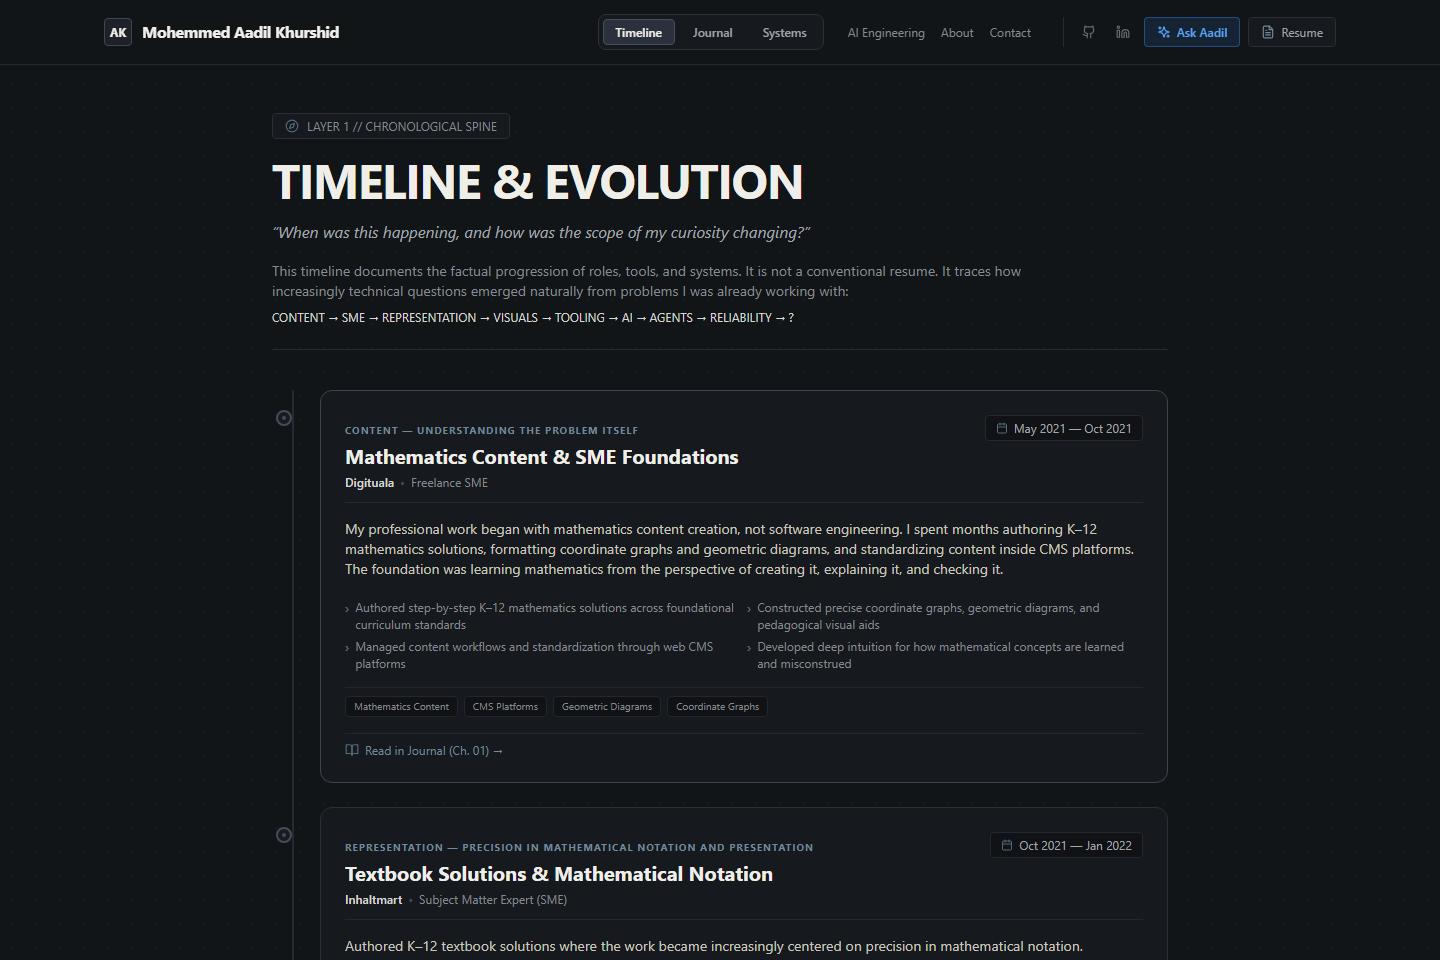 AK Mohemmed Aadil Khurshid
Timeline Journal Systems AI Engineering About Contact Ask Aadil Resume
LAYER 1 // CHRONOLOGICAL SPINE
TIMELINE & EVOLUTION
“When was this happening, and how was the scope of my curiosity changing?”
This timeline documents the factual progression of roles, tools, and systems. It is not a conventional resume. It traces how
increasingly technical questions emerged naturally from problems I was already working with:
CONTENT → SME → REPRESENTATION → VISUALS → TOOLING → AI → AGENTS → RELIABILITY → ?
CONTENT — UNDERSTANDING THE PROBLEM ITSELF
May 2021 — Oct 2021
Mathematics Content & SME Foundations
Digituala • Freelance SME
My professional work began with mathematics content creation, not software engineering. I spent months authoring K–12
mathematics solutions, formatting coordinate graphs and geometric diagrams, and standardizing content inside CMS platforms.
The foundation was learning mathematics from the perspective of creating it, explaining it, and checking it.
› Authored step-by-step K–12 mathematics solutions across foundational
curriculum standards
› Constructed precise coordinate graphs, geometric diagrams, and
pedagogical visual aids
› Managed content workflows and standardization through web CMS
platforms
› Developed deep intuition for how mathematical concepts are learned
and misconstrued
Mathematics Content CMS Platforms Geometric Diagrams Coordinate Graphs
Read in Journal (Ch. 01) →
REPRESENTATION — PRECISION IN MATHEMATICAL NOTATION AND PRESENTATION
Oct 2021 — Jan 2022
Textbook Solutions & Mathematical Notation
Inhaltmart • Subject Matter Expert (SME)
Authored K–12 textbook solutions where the work became increasingly centered on precision in mathematical notation.